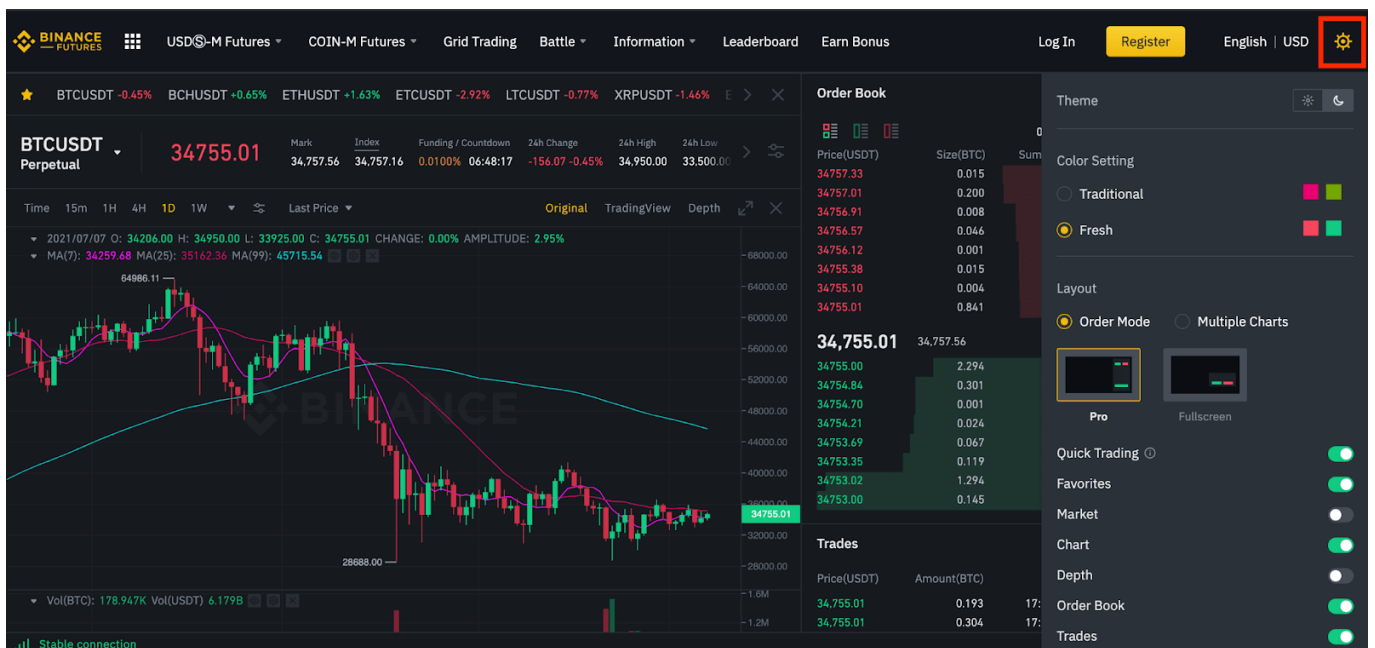 BINANCE FUTURES USDⓈ-M Futures COIN-M Futures Grid Trading Battle Information Leaderboard Earn Bonus Log In Register English | USD
BTCUSDT -0.45% BCHUSDT +0.65% ETHUSDT +1.63% ETCUSDT -2.92% LTCUSDT -0.77% XRPUSDT -1.46%
BTCUSDT
Perpetual
34755.01
Mark
34,757.56
Index
34,757.16
Funding / Countdown
0.0100% 06:48:17
24h Change
-156.07 -0.45%
24h High
34,950.00
24h Low
33,500.00
Time 15m 1H 4H 1D 1W Last Price Original TradingView Depth
2021/07/07 O: 34206.00 H: 34950.00 L: 33925.00 C: 34755.01 CHANGE: 0.00% AMPLITUDE: 2.95%
MA(7): 34259.68 MA(25): 35162.36 MA(99): 45715.54
64986.11
BINANCE
28688.00
68000.00
64000.00
60000.00
56000.00
52000.00
48000.00
44000.00
40000.00
36000.00
34755.01
32000.00
28000.00
Vol(BTC): 178.947K Vol(USDT) 6.179B
1.6M
1.2M
Stable connection
Order Book
0
Price(USDT) Size(BTC) Sum
34757.33 0.015
34757.01 0.200
34756.91 0.008
34756.57 0.046
34756.12 0.001
34755.38 0.015
34755.10 0.004
34755.01 0.841
34,755.01 34,757.56
34755.00 2.294
34754.84 0.301
34754.70 0.001
34754.21 0.024
34753.69 0.067
34753.35 0.119
34753.02 1.294
34753.00 0.145
Trades
Price(USDT) Amount(BTC)
34,755.01 0.193 17:
34,755.01 0.304 17:
Theme
Color Setting
Traditional
Fresh
Layout
Order Mode Multiple Charts
Pro Fullscreen
Quick Trading
Favorites
Market
Chart
Depth
Order Book
Trades